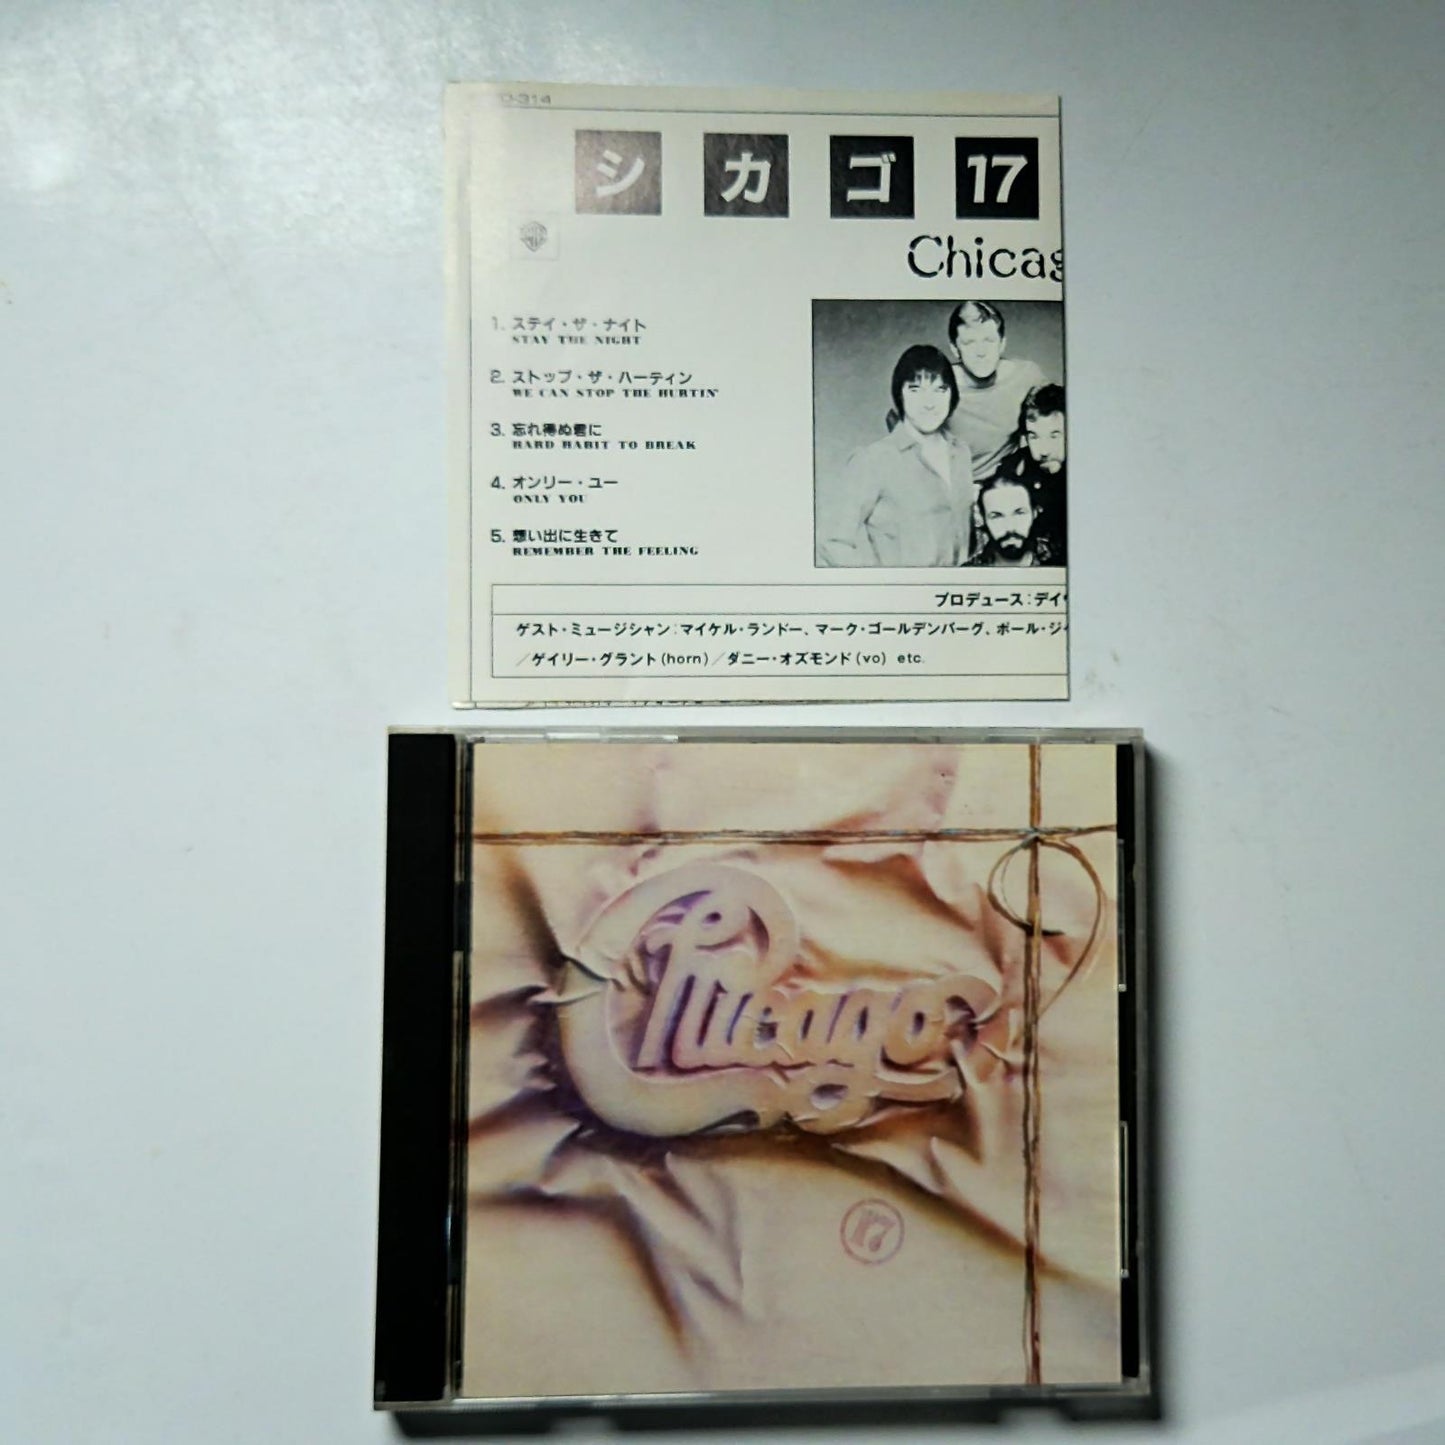 -314
シカゴ17
Chicag
1. ステイ・ザ・ナイト
STAY THE NIGHT
2. ストップ・ザ・ハーティン
WE CAN STOP THE HURTIN'
3. 忘れ得ぬ君に
HARD HABIT TO BREAK
4. オンリー・ユー
ONLY YOU
5. 想い出に生きて
REMEMBER THE FEELING
プロデュース:デイ
ゲスト・ミュージシャン:マイケル・ランドー、マーク・ゴールデンバーグ、ポール・ジ
/ゲイリー・グラント(horn)/ダニー・オズモンド(vo) etc.
Chicago
17